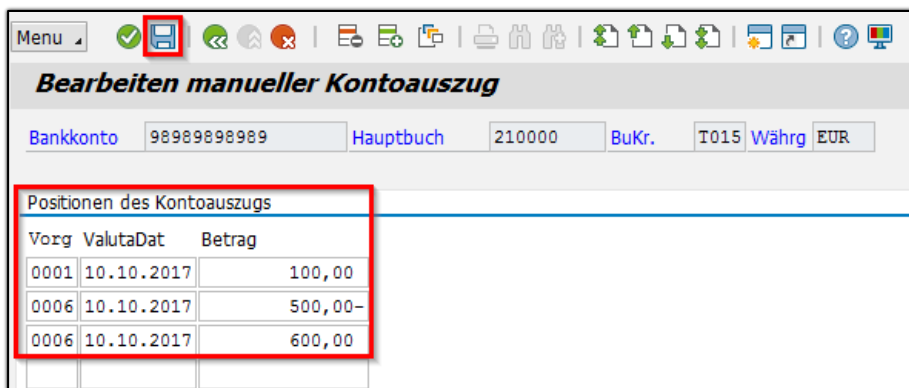 Menu
Bearbeiten manueller Kontoauszug
Bankkonto 98989898989 Hauptbuch 210000 BuKr. T015 Währg EUR
Positionen des Kontoauszugs
Vorg ValutaDat Betrag
0001 10.10.2017 100,00
0006 10.10.2017 500,00-
0006 10.10.2017 600,00